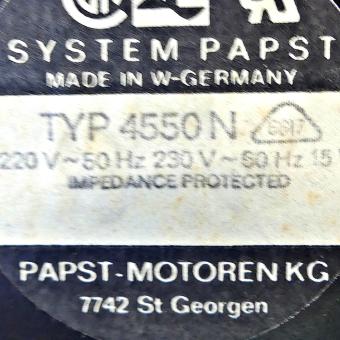 SYSTEM PAPST
MADE IN W-GERMANY
TYP 4550 N
220 V~50 Hz 230 V~60 Hz 15
IMPEDANCE PROTECTED
PAPST-MOTOREN KG
7742 St Georgen